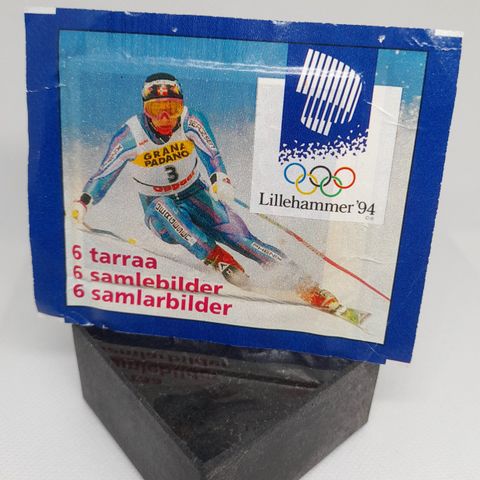 GRANA
PADANO
3
Lillehammer '94
6 tarraa
6 samlebilder
6 samlarbilder